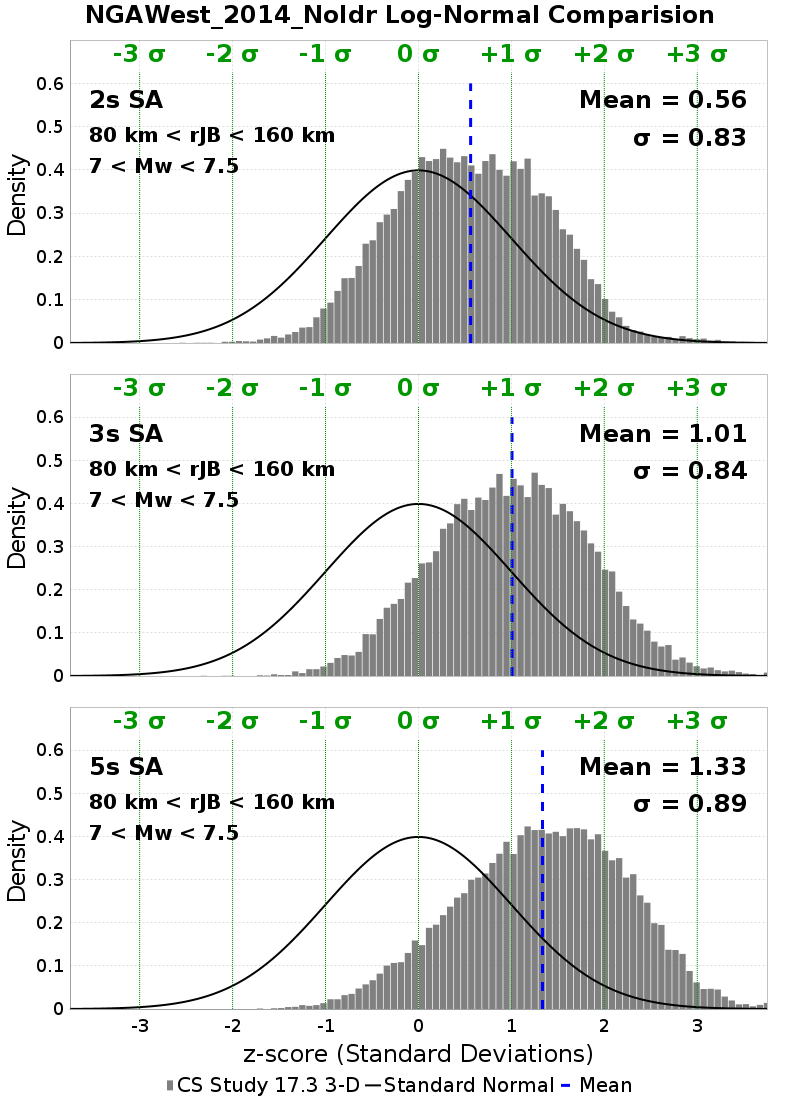 NGAWest_2014_NoIdr Log-Normal Comparision
-3 σ -2 σ -1 σ 0 σ +1 σ +2 σ +3 σ
0.6
2s SA Mean = 0.56
0.5
80 km < rJB < 160 km σ = 0.83
7 < Mw < 7.5
0.4
Density
0.3
0.2
0.1
0
-3 σ -2 σ -1 σ 0 σ +1 σ +2 σ +3 σ
0.6
3s SA Mean = 1.01
0.5
80 km < rJB < 160 km σ = 0.84
7 < Mw < 7.5
0.4
Density
0.3
0.2
0.1
0
-3 σ -2 σ -1 σ 0 σ +1 σ +2 σ +3 σ
0.6
5s SA Mean = 1.33
0.5
80 km < rJB < 160 km σ = 0.89
7 < Mw < 7.5
0.4
Density
0.3
0.2
0.1
0
-3 -2 -1 0 1 2 3
z-score (Standard Deviations)
CS Study 17.3 3-D Standard Normal Mean